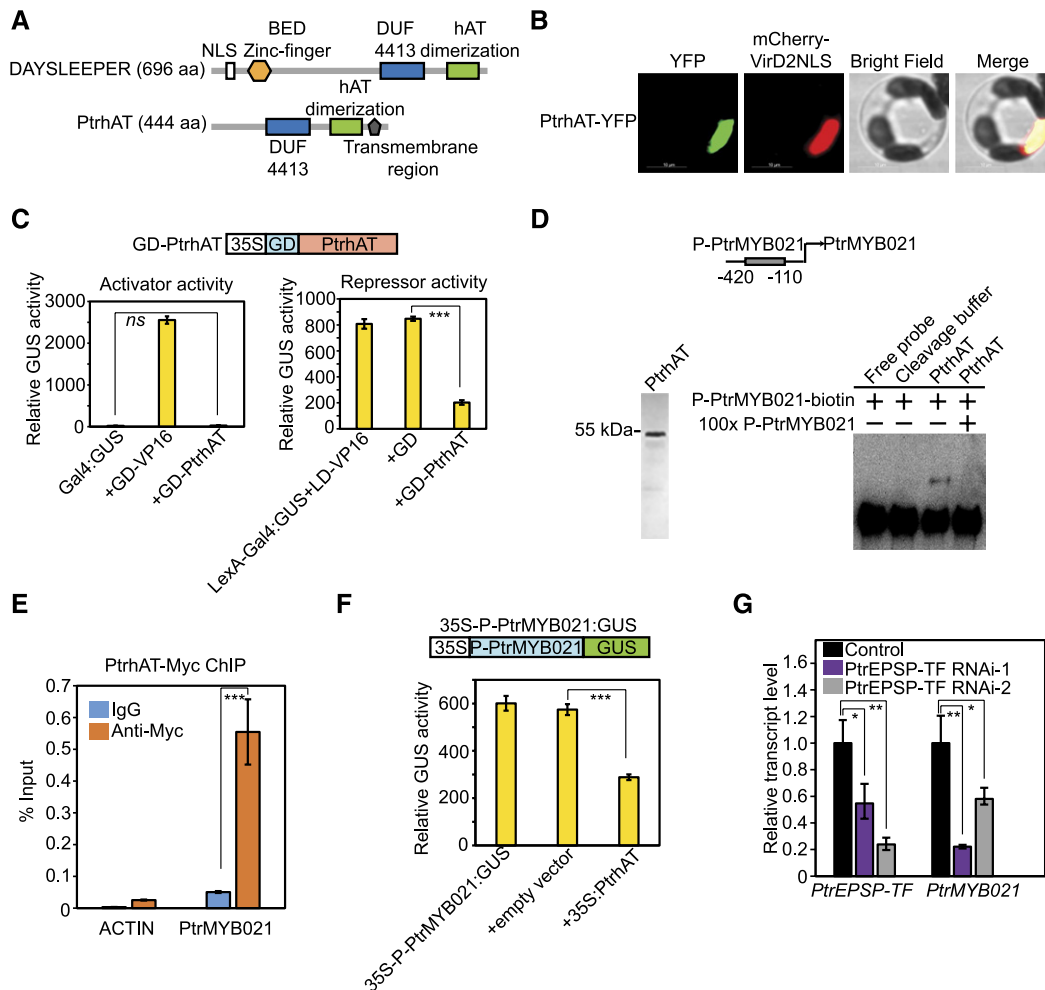 A
BED
NLS Zinc-finger
DUF hAT
4413 dimerization
DAYSLEEPER (696 aa)
hAT
dimerization
PtrhAT (444 aa)
DUF
4413
Transmembrane
region
B
YFP
mCherry-
VirD2NLS
Bright Field
Merge
PtrhAT-YFP
C
GD-PtrhAT
35S GD PtrhAT
Activator activity
Relative GUS activity
3000
2000
1000
0
ns
Gal4:GUS
+GD-VP16
+GD-PtrhAT
Repressor activity
Relative GUS activity
1000
800
600
400
200
0
***
LexA-Gal4:GUS+LD-VP16
+GD
+GD-PtrhAT
D
P-PtrMYB021
PtrMYB021
-420 -110
PtrhAT
55 kDa
Free probe
Cleavage buffer
PtrhAT
PtrhAT
P-PtrMYB021-biotin + + + +
100x P-PtrMYB021 − − − +
E
PtrhAT-Myc ChIP
% Input
0.7
0.6
0.5
0.4
0.3
0.2
0.1
0
IgG
Anti-Myc
***
ACTIN PtrMYB021
F
35S-P-PtrMYB021:GUS
35S P-PtrMYB021 GUS
Relative GUS activity
600
400
200
0
***
35S-P-PtrMYB021:GUS
+empty vector
+35S:PtrhAT
G
Control
PtrEPSP-TF RNAi-1
PtrEPSP-TF RNAi-2
Relative transcript level
1.6
1.4
1.2
1.0
0.8
0.6
0.4
0.2
* ** ** *
PtrEPSP-TF PtrMYB021